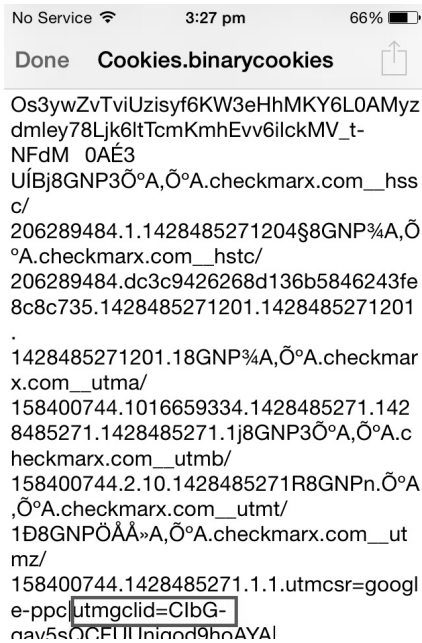 No Service 3:27 pm 66%
Done Cookies.binarycookies
Os3ywZvTviUzisyf6KW3eHhMKY6L0AMyz
dmley78Ljk6ltTcmKmhEvv6ilckMV_t-
NFdM 0AÉ3
UÍBj8GNP3ÕºA,ÕºA.checkmarx.com__hss
c/
206289484.1.1428485271204§8GNP¾A,Õ
ºA.checkmarx.com__hstc/
206289484.dc3c9426268d136b5846243fe
8c8c735.1428485271201.1428485271201
.
1428485271201.18GNP¾A,ÕºA.checkmar
x.com__utma/
158400744.1016659334.1428485271.142
8485271.1428485271.1j8GNP3ÕºA,ÕºA.c
heckmarx.com__utmb/
158400744.2.10.1428485271R8GNPn.ÕºA
,ÕºA.checkmarx.com__utmt/
1Ð8GNPÖÅÅ»A,ÕºA.checkmarx.com__ut
mz/
158400744.1428485271.1.1.utmcsr=googl
e-ppc|utmgclid=CIbG-
gav5sQCFUUnjgod9hoAYA|